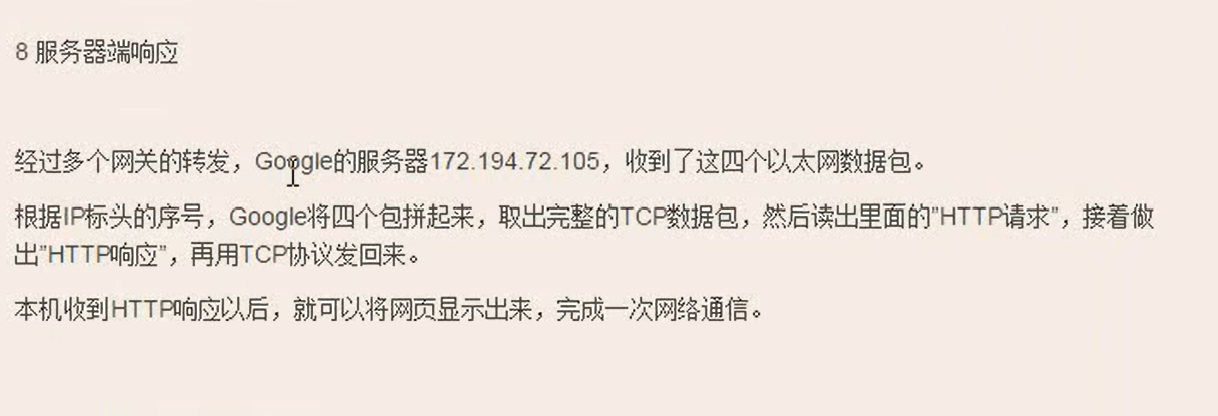 8 服务器端响应
经过多个网关的转发，Google的服务器172.194.72.105，收到了这四个以太网数据包。
根据IP标头的序号，Google将四个包拼起来，取出完整的TCP数据包，然后读出里面的"HTTP请求"，接着做
出"HTTP响应"，再用TCP协议发回来。
本机收到HTTP响应以后，就可以将网页显示出来，完成一次网络通信。